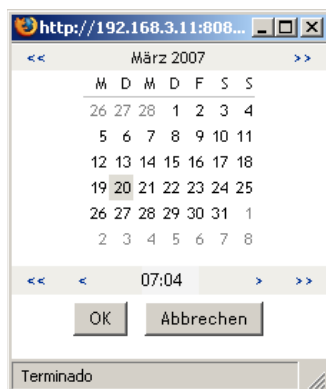 http://192.168.3.11:808...
<< März 2007 >>
M D M D F S S
26 27 28 1 2 3 4
5 6 7 8 9 10 11
12 13 14 15 16 17 18
19 20 21 22 23 24 25
26 27 28 29 30 31 1
2 3 4 5 6 7 8
<< < 07:04 > >>
OK Abbrechen
Terminado